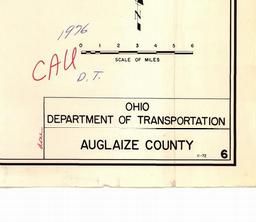 N
1976
0 1 2 3 4 5 6
SCALE OF MILES
CAU
D.T.
OHIO
DEPARTMENT OF TRANSPORTATION
AUGLAIZE COUNTY
6